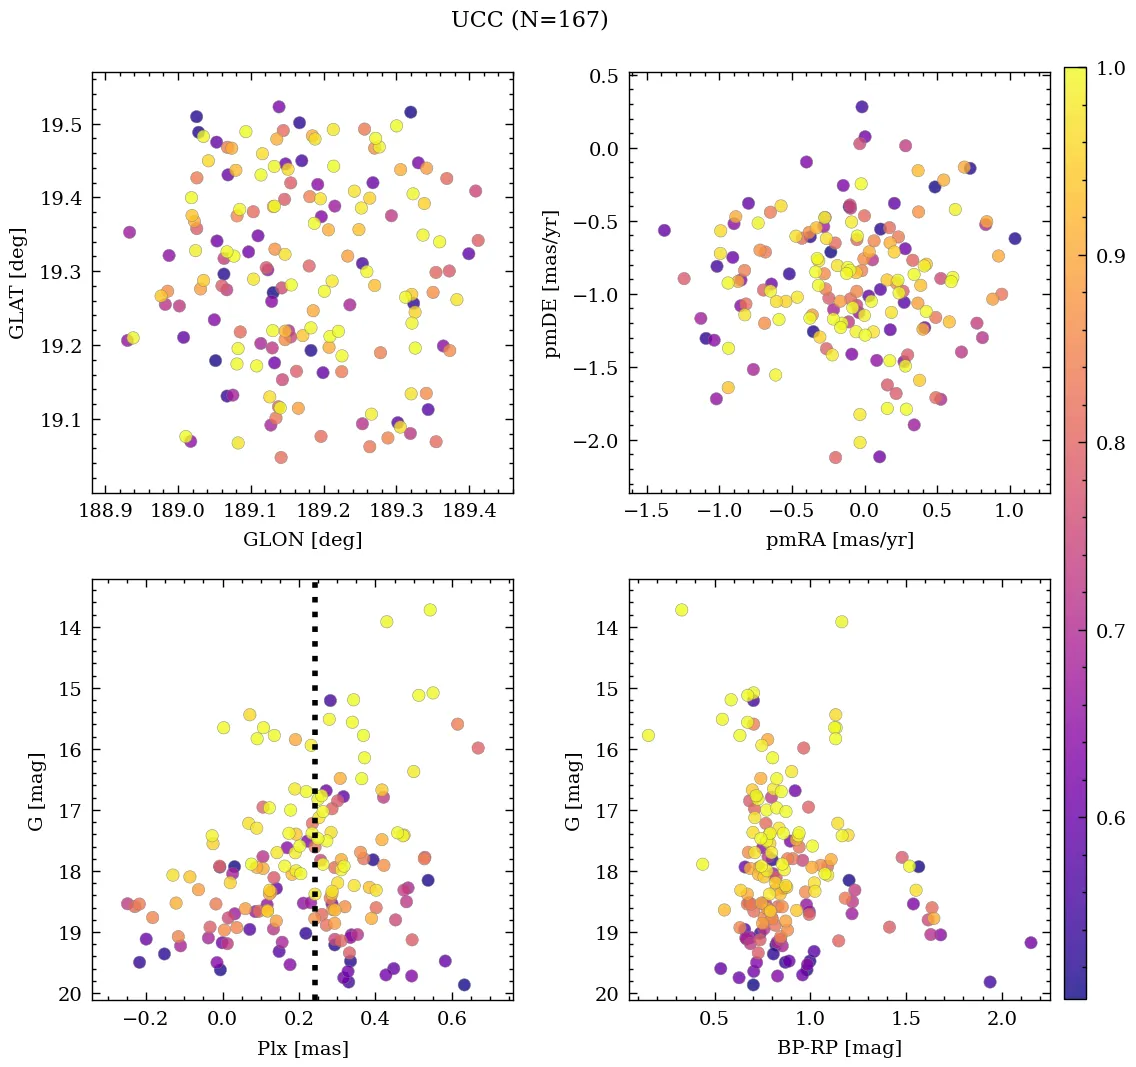 UCC (N=167)
19.5
19.4
19.3
19.2
19.1
GLAT [deg]
188.9 189.0 189.1 189.2 189.3 189.4
GLON [deg]
0.5
0.0
−0.5
−1.0
−1.5
−2.0
pmDE [mas/yr]
−1.5 −1.0 −0.5 0.0 0.5 1.0
pmRA [mas/yr]
14
15
16
17
18
19
20
G [mag]
−0.2 0.0 0.2 0.4 0.6
Plx [mas]
14
15
16
17
18
19
20
G [mag]
0.5 1.0 1.5 2.0
BP-RP [mag]
1.0
0.9
0.8
0.7
0.6